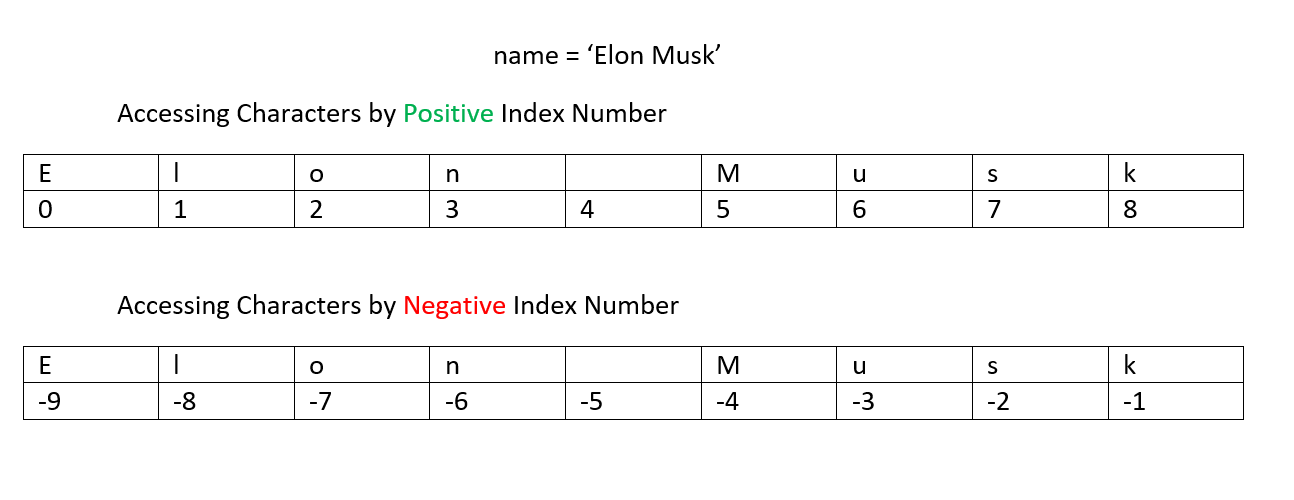 name = ‘Elon Musk’
Accessing Characters by Positive Index Number
E l o n M u s k
0 1 2 3 4 5 6 7 8
Accessing Characters by Negative Index Number
E l o n M u s k
-9 -8 -7 -6 -5 -4 -3 -2 -1